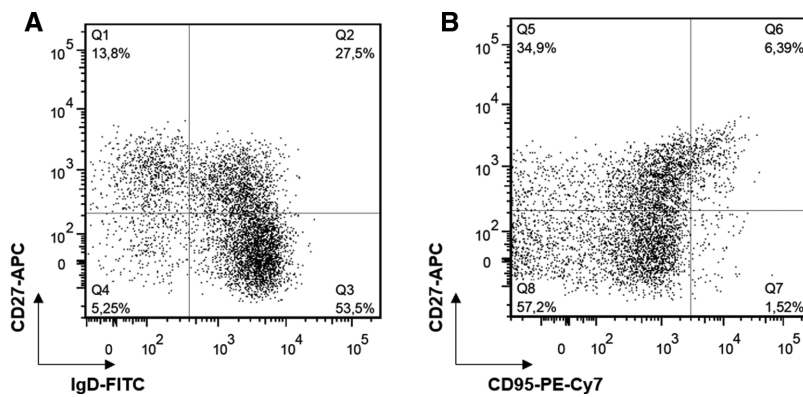 A
Q1
13,8%
Q2
27,5%
10^5
10^4
10^3
10^2
0
Q4
5,25%
Q3
53,5%
0 10^2 10^3 10^4 10^5
CD27-APC
IgD-FITC
B
Q5
34,9%
Q6
6,39%
10^5
10^4
10^3
10^2
0
Q8
57,2%
Q7
1,52%
0 10^2 10^3 10^4 10^5
CD27-APC
CD95-PE-Cy7